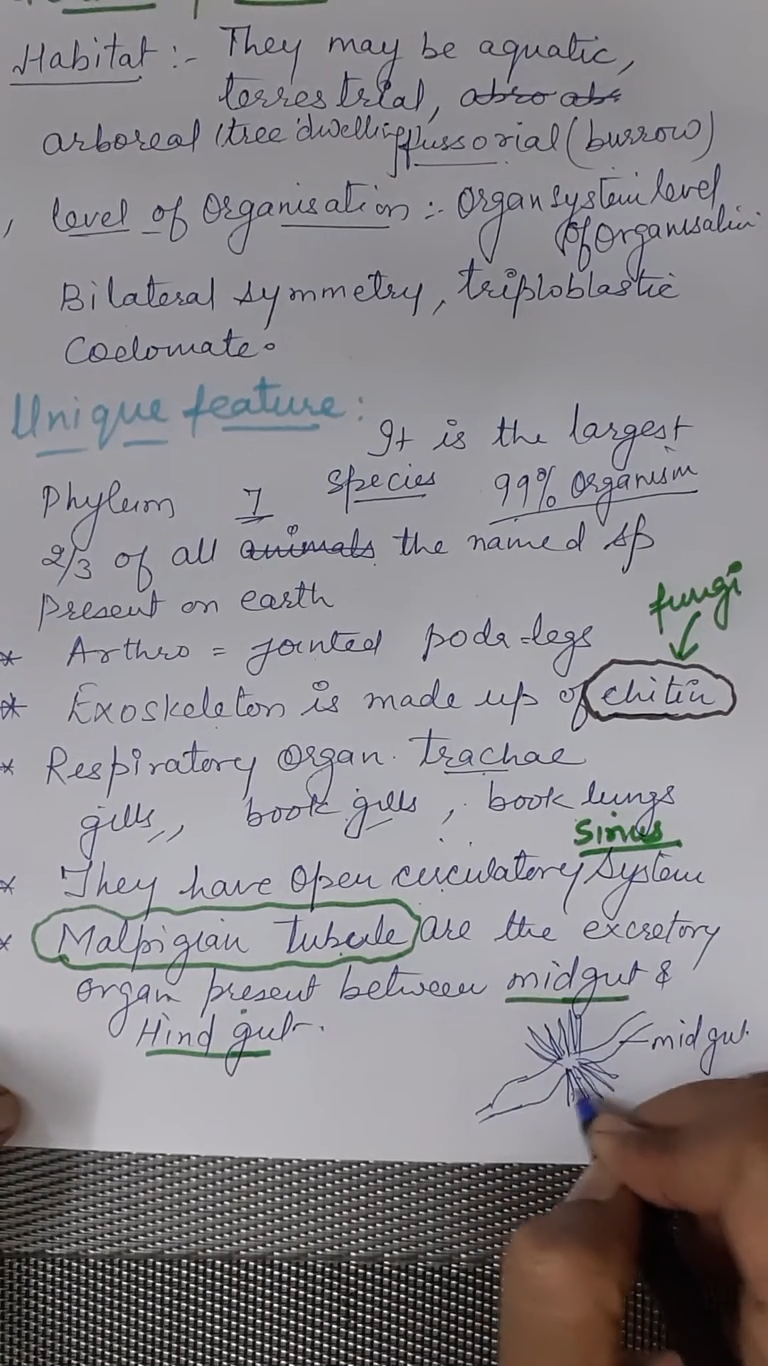 Habitat :- They may be aquatic,
terrestrial, abro abs
arboreal (tree dwelling fussorial (burrow)
, level of Organisation :- Organ system level
of Organisation
Bilateral symmetry, triploblastic
Coelomate.
Unique feature:
It is the largest
Phylum 7 species 99% Organism
2/3 of all animals the named sp
present on earth
fungi
* Arthro = jointed poda-legs
* Exoskeleton is made up of chitin
* Respiratory organ. trachae
gills,, book gills, book lungs
Sinus
* They have open circulatory System
* Malpigian tubule are the excretory
organ present between midgut &
Hind gut.
midgut